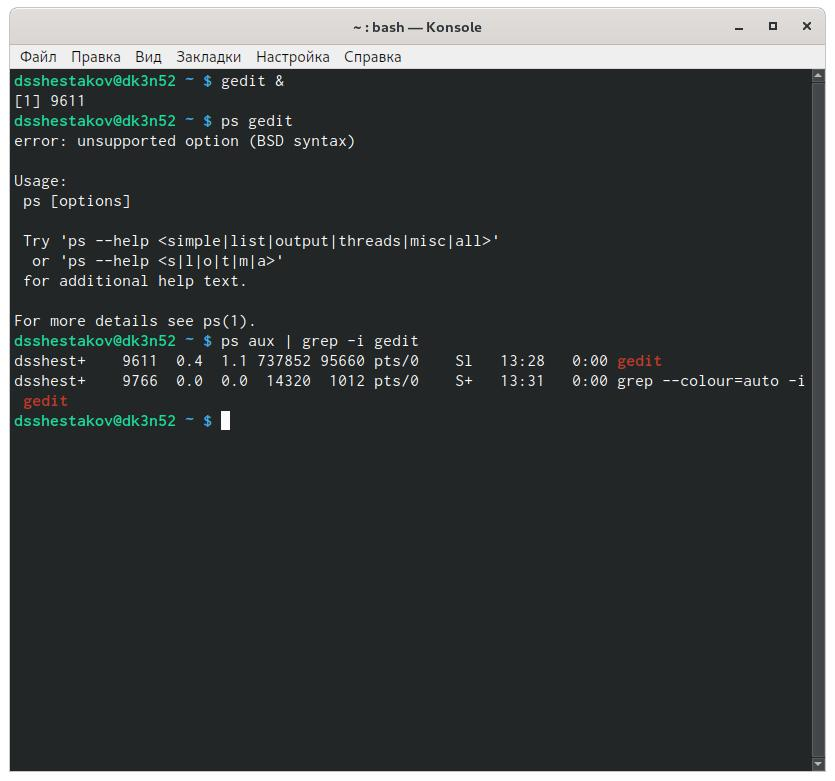 ~ : bash — Konsole
Файл Правка Вид Закладки Настройка Справка
dsshestakov@dk3n52 ~ $ gedit &
[1] 9611
dsshestakov@dk3n52 ~ $ ps gedit
error: unsupported option (BSD syntax)
Usage:
ps [options]
Try 'ps --help <simple|list|output|threads|misc|all>'
or 'ps --help <s|l|o|t|m|a>'
for additional help text.
For more details see ps(1).
dsshestakov@dk3n52 ~ $ ps aux | grep -i gedit
dsshest+    9611  0.4  1.1 737852 95660 pts/0    Sl   13:28   0:00 gedit
dsshest+    9766  0.0  0.0  14320  1012 pts/0    S+   13:31   0:00 grep --colour=auto -i
gedit
dsshestakov@dk3n52 ~ $